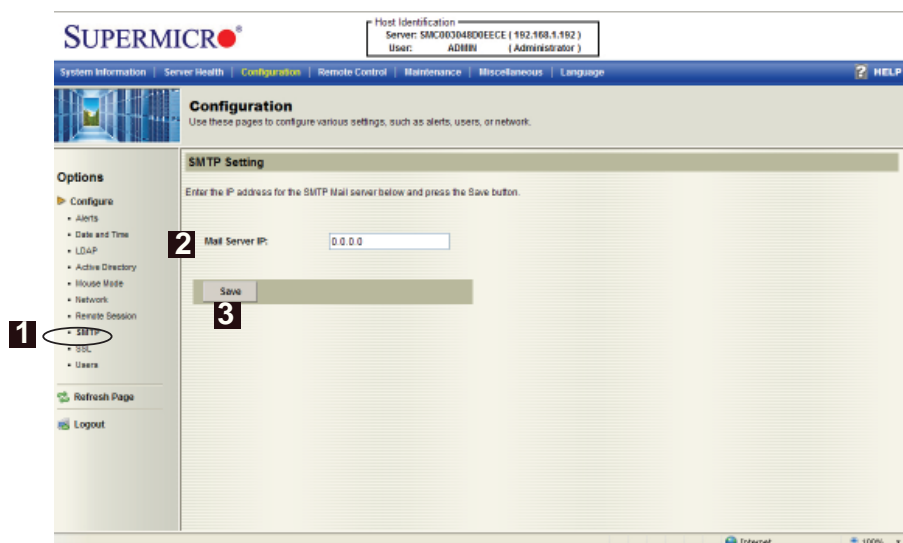 SUPERMICRO®
Host Identification
Server: SMC003048D0EECE ( 192.168.1.192 )
User: ADMIN ( Administrator )
System Information | Server Health | Configuration | Remote Control | Maintenance | Miscellaneous | Language
? HELP
Configuration
Use these pages to configure various settings, such as alerts, users, or network.
Options
Configure
• Alerts
• Date and Time
• LDAP
• Active Directory
• Mouse Mode
• Network
• Remote Session
1 • SMTP
• SSL
• Users
Refresh Page
Logout
SMTP Setting
Enter the IP address for the SMTP Mail server below and press the Save button.
2 Mail Server IP: 0.0.0.0
Save
3
Internet 100%